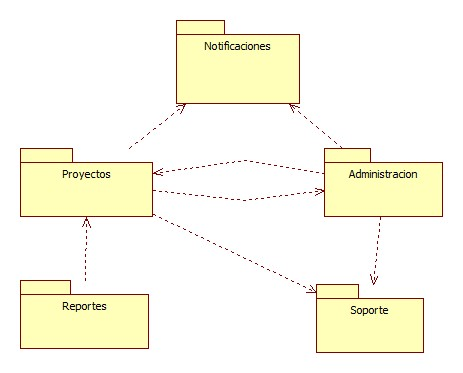 Notificaciones
Proyectos
Administracion
Reportes
Soporte